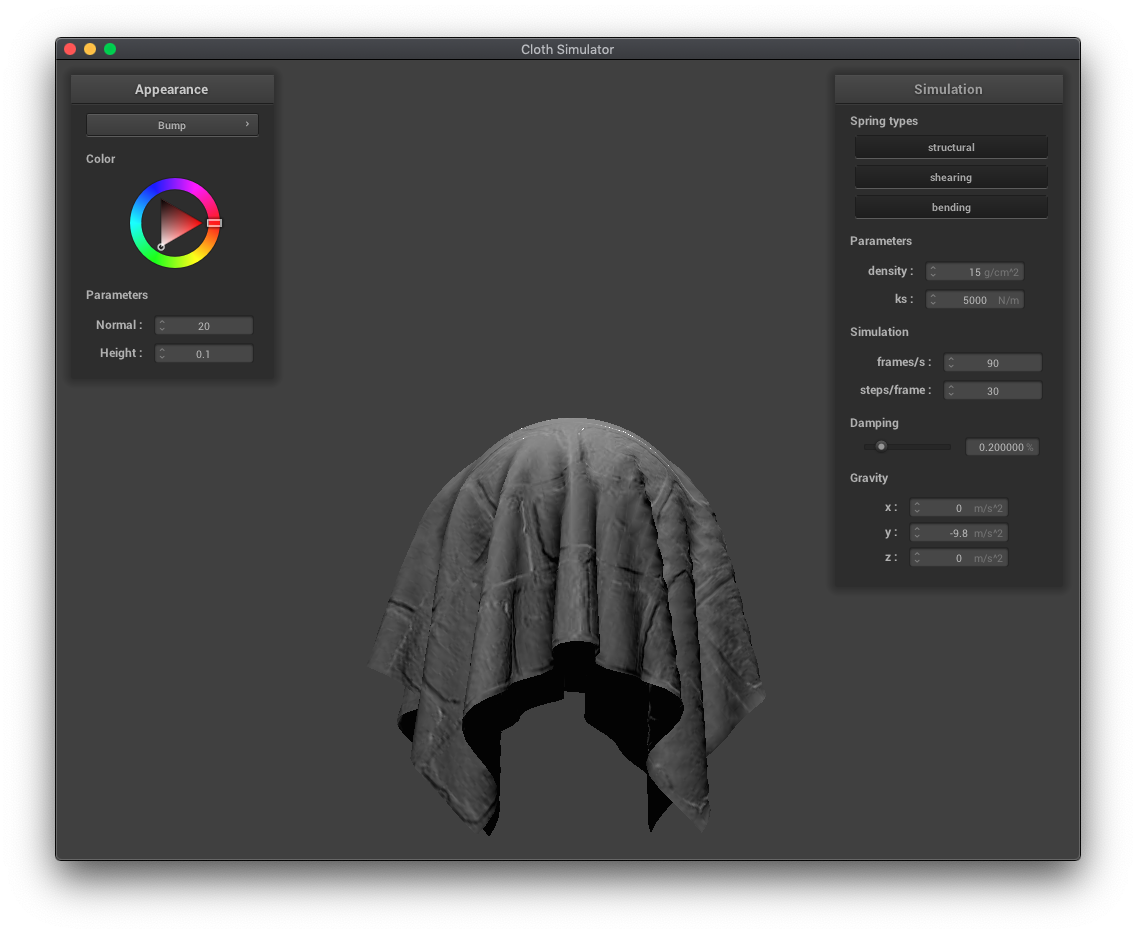 Cloth Simulator
Appearance
Bump
Color
Parameters
Normal : 20
Height : 0.1
Simulation
Spring types
structural
shearing
bending
Parameters
density : 15 g/cm^2
ks : 5000 N/m
Simulation
frames/s : 90
steps/frame : 30
Damping
0.200000 %
Gravity
x : 0 m/s^2
y : -9.8 m/s^2
z : 0 m/s^2